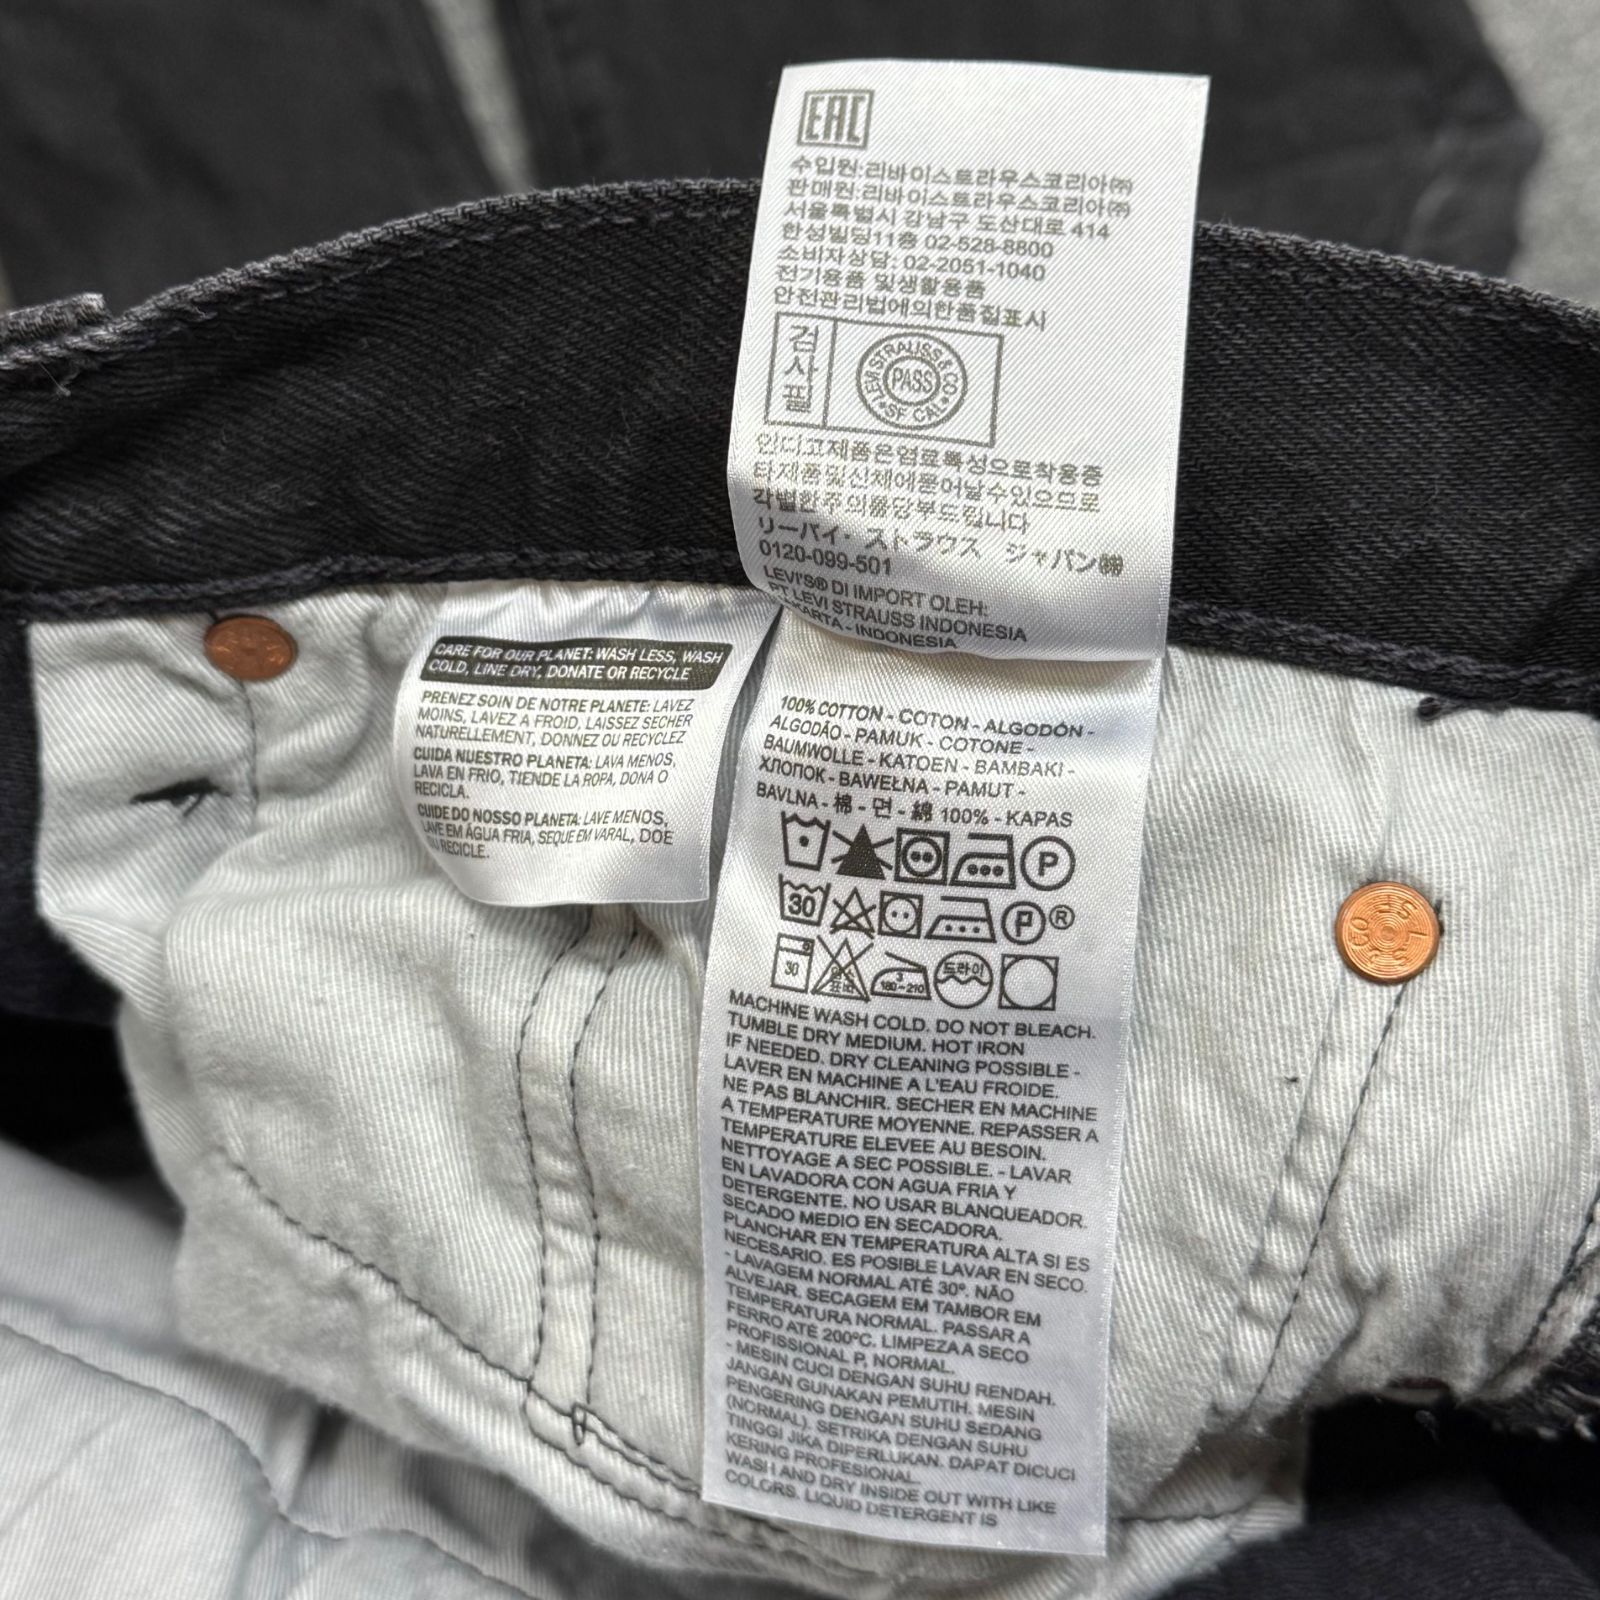 EAC
수입원:리바이스트라우스코리아㈜
판매원:리바이스트라우스코리아㈜
서울특별시 강남구 도산대로 414
한성빌딩11층 02-528-8800
소비자상담: 02-2051-1040
전기용품 및생활용품
안전관리법에의한품질표시
검사필
LEVI STRAUSS & CO
PASS
SF CAL
인디고제품은염료특성으로착용중
타제품및신체에묻어날수있으므로
각별한주의를당부드립니다
リーバイ・ストラウス ジャパン㈱
0120-099-501
LEVI'S® DI IMPORT OLEH:
PT LEVI STRAUSS INDONESIA
JAKARTA - INDONESIA
CARE FOR OUR PLANET: WASH LESS, WASH
COLD, LINE DRY, DONATE OR RECYCLE
PRENEZ SOIN DE NOTRE PLANETE: LAVEZ
MOINS, LAVEZ A FROID, LAISSEZ SECHER
NATURELLEMENT, DONNEZ OU RECYCLEZ
CUIDA NUESTRO PLANETA: LAVA MENOS,
LAVA EN FRIO, TIENDE LA ROPA, DONA O
RECICLA.
CUIDE DO NOSSO PLANETA: LAVE MENOS,
LAVE EM ÁGUA FRIA, SEQUE EM VARAL, DOE
OU RECICLE.
100% COTTON - COTON - ALGODÓN -
ALGODÃO - PAMUK - COTONE -
BAUMWOLLE - KATOEN - BAMBAKI -
ХЛОПОК - BAWEŁNA - PAMUT -
BAVLNA - 棉 - 면 - 綿 100% - KAPAS
P
30 P ®
30 3 180~210 드라이
MACHINE WASH COLD. DO NOT BLEACH.
TUMBLE DRY MEDIUM. HOT IRON
IF NEEDED. DRY CLEANING POSSIBLE -
LAVER EN MACHINE A L'EAU FROIDE.
NE PAS BLANCHIR. SECHER EN MACHINE
A TEMPERATURE MOYENNE. REPASSER A
TEMPERATURE ELEVEE AU BESOIN.
NETTOYAGE A SEC POSSIBLE. - LAVAR
EN LAVADORA CON AGUA FRIA Y
DETERGENTE. NO USAR BLANQUEADOR.
SECADO MEDIO EN SECADORA.
PLANCHAR EN TEMPERATURA ALTA SI ES
NECESARIO. ES POSIBLE LAVAR EN SECO.
- LAVAGEM NORMAL ATÉ 30º. NÃO
ALVEJAR. SECAGEM EM TAMBOR EM
TEMPERATURA NORMAL. PASSAR A
FERRO ATÉ 200ºC. LIMPEZA A SECO
PROFISSIONAL P, NORMAL.
- MESIN CUCI DENGAN SUHU RENDAH.
JANGAN GUNAKAN PEMUTIH. MESIN
PENGERING DENGAN SUHU SEDANG
(NORMAL). SETRIKA DENGAN SUHU
TINGGI JIKA DIPERLUKAN. DAPAT DICUCI
KERING PROFESIONAL.
WASH AND DRY INSIDE OUT WITH LIKE
COLORS. LIQUID DETERGENT IS